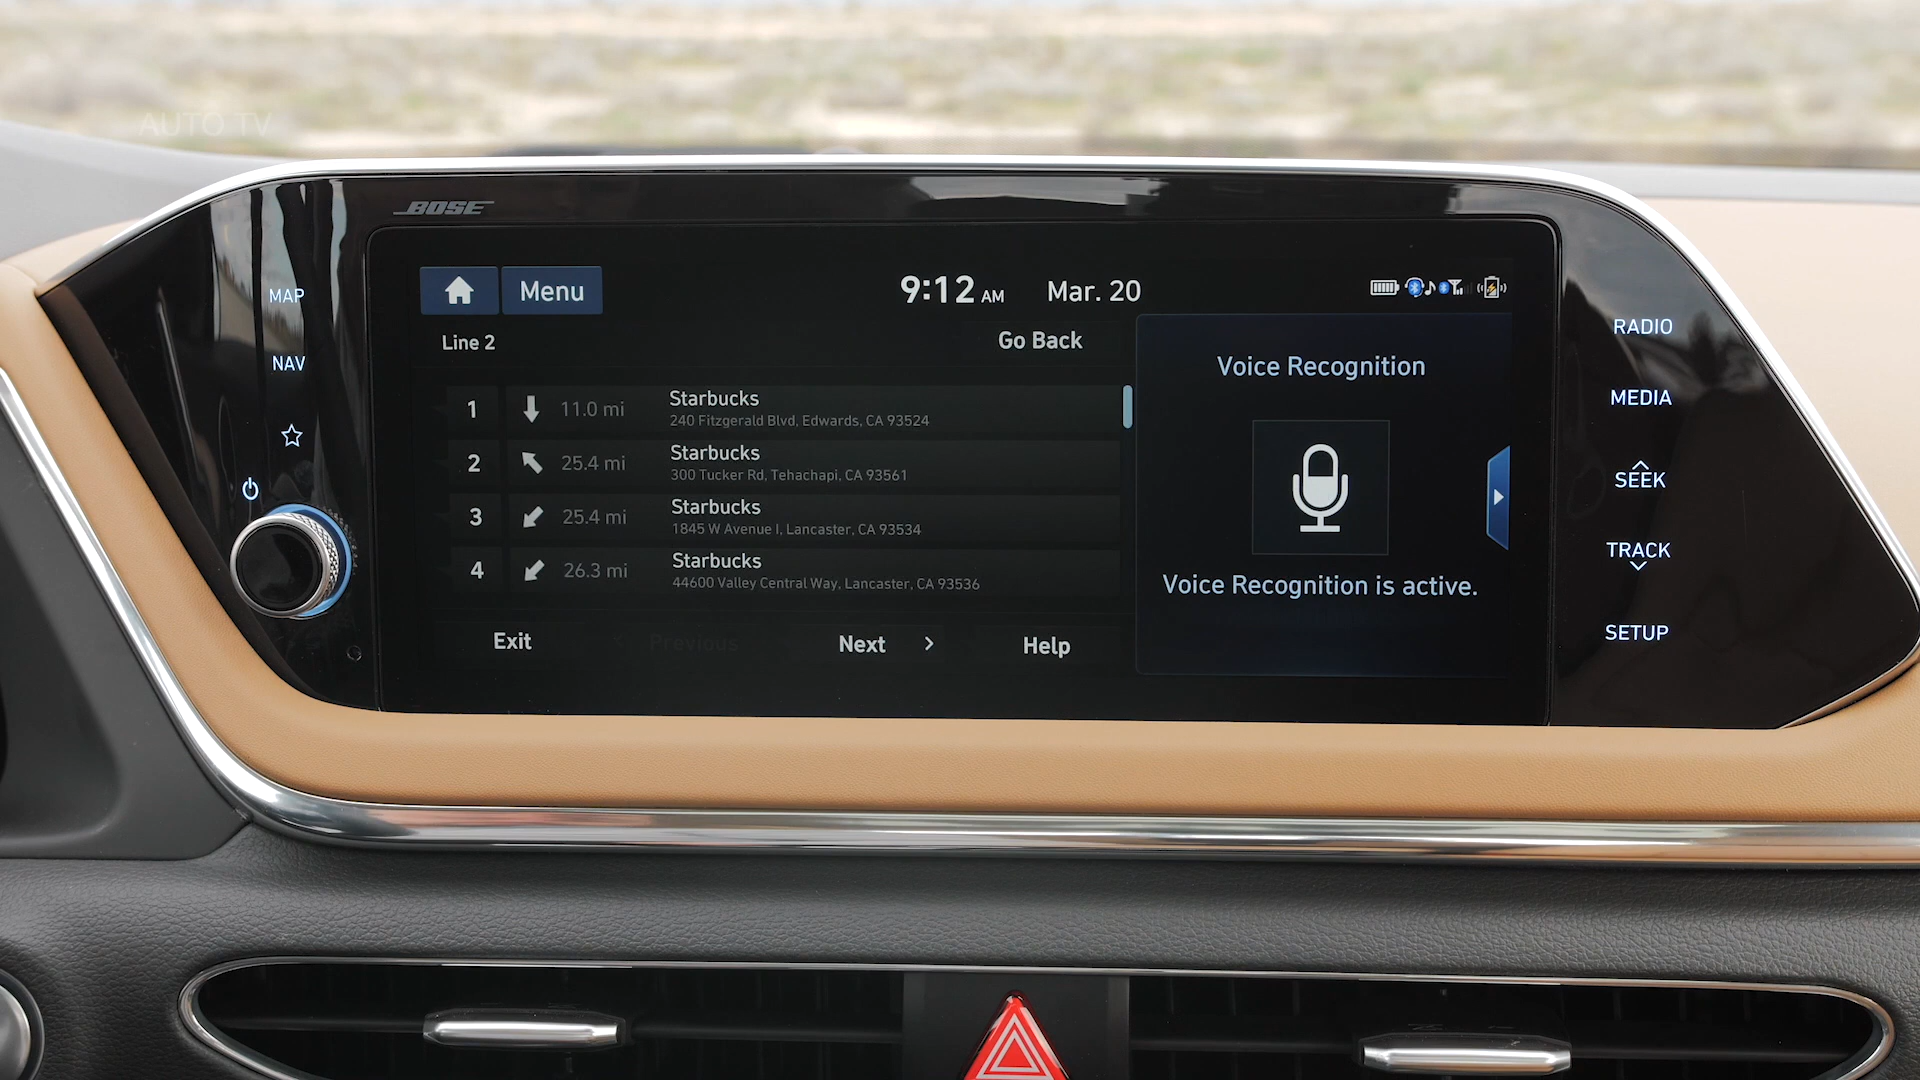 AUTO TV
BOSE
MAP
NAV
Menu
9:12 AM
Mar. 20
Line 2
Go Back
1
11.0 mi
Starbucks
240 Fitzgerald Blvd, Edwards, CA 93524
2
25.4 mi
Starbucks
300 Tucker Rd, Tehachapi, CA 93561
3
25.4 mi
Starbucks
1845 W Avenue I, Lancaster, CA 93534
4
26.3 mi
Starbucks
44600 Valley Central Way, Lancaster, CA 93536
Exit
Previous
Next
Help
Voice Recognition
Voice Recognition is active.
RADIO
MEDIA
SEEK
TRACK
SETUP